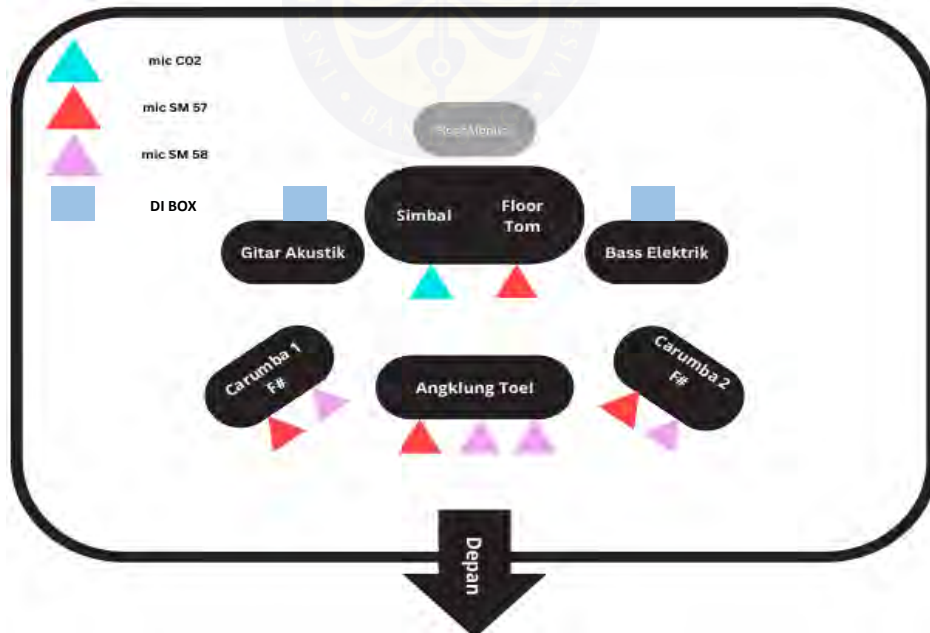 mic C02
mic SM 57
mic SM 58
DI BOX
Simbal
Floor
Tom
Gitar Akustik
Bass Elektrik
Carumba 1
F#
Angklung Toel
Carumba 2
F#
Depan